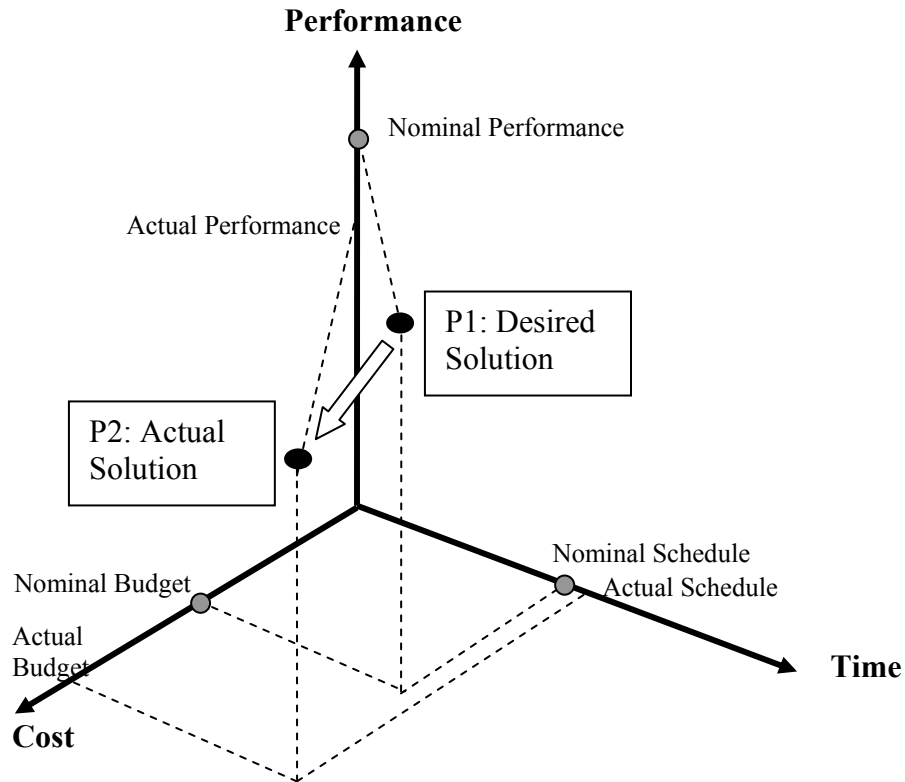 Performance
Nominal Performance
Actual Performance
P1: Desired
Solution
P2: Actual
Solution
Nominal Schedule
Actual Schedule
Nominal Budget
Actual
Budget
Time
Cost